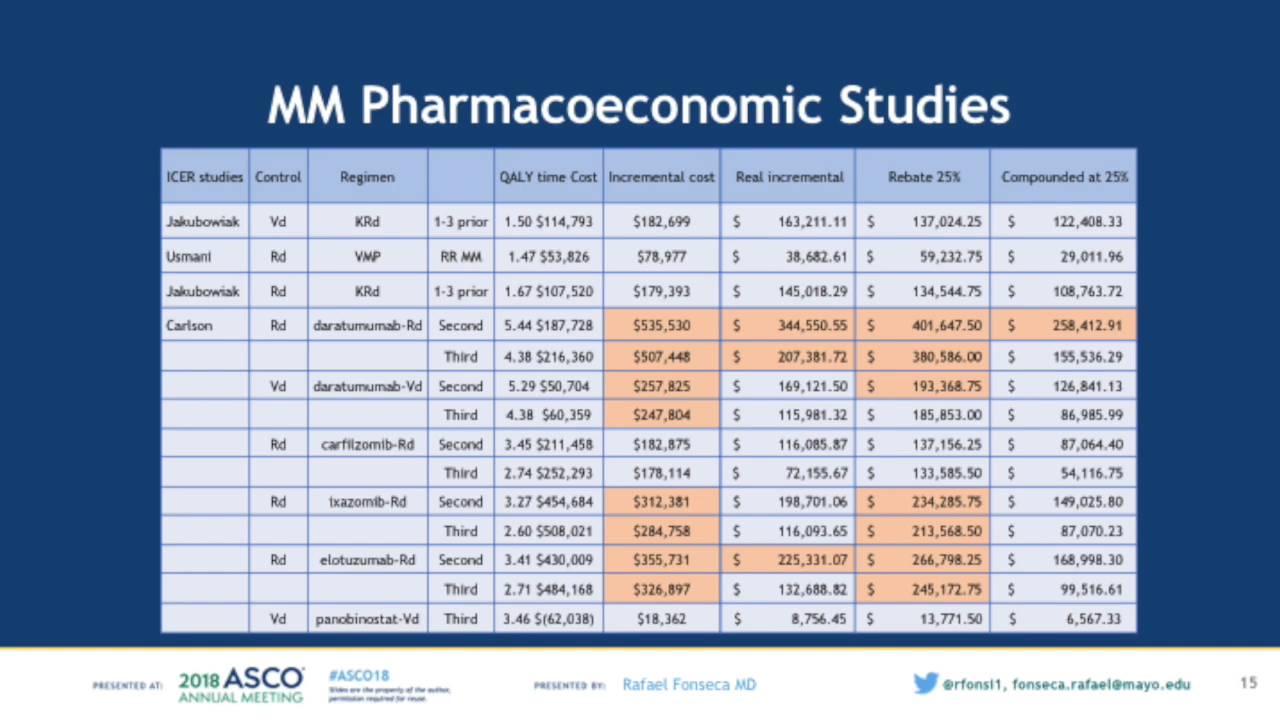 MM Pharmacoeconomic Studies
ICER studies Control Regimen QALY time Cost Incremental cost Real incremental Rebate 25% Compounded at 25%
Jakubowiak Vd KRd 1-3 prior 1.50 $114,793 $182,699 $ 163,211.11 $ 137,024.25 $ 122,408.33
Usmani Rd VMP RR MM 1.47 $53,826 $78,977 $ 38,682.61 $ 59,232.75 $ 29,011.96
Jakubowiak Rd KRd 1-3 prior 1.67 $107,520 $179,393 $ 145,018.29 $ 134,544.75 $ 108,763.72
Carlson Rd daratumumab-Rd Second 5.44 $187,728 $535,530 $ 344,550.55 $ 401,647.50 $ 258,412.91
Third 4.38 $216,360 $507,448 $ 207,381.72 $ 380,586.00 $ 155,536.29
Vd daratumumab-Vd Second 5.29 $50,704 $257,825 $ 169,121.50 $ 193,368.75 $ 126,841.13
Third 4.38 $60,359 $247,804 $ 115,981.32 $ 185,853.00 $ 86,985.99
Rd carfilzomib-Rd Second 3.45 $211,458 $182,875 $ 116,085.87 $ 137,156.25 $ 87,064.40
Third 2.74 $252,293 $178,114 $ 72,155.67 $ 133,585.50 $ 54,116.75
Rd ixazomib-Rd Second 3.27 $454,684 $312,381 $ 198,701.06 $ 234,285.75 $ 149,025.80
Third 2.60 $508,021 $284,758 $ 116,093.65 $ 213,568.50 $ 87,070.23
Rd elotuzumab-Rd Second 3.41 $430,009 $355,731 $ 225,331.07 $ 266,798.25 $ 168,998.30
Third 2.71 $484,168 $326,897 $ 132,688.82 $ 245,172.75 $ 99,516.61
Vd panobinostat-Vd Third 3.46 $(62,038) $18,362 $ 8,756.45 $ 13,771.50 $ 6,567.33
PRESENTED AT: 2018 ASCO
ANNUAL MEETING
#ASCO18
Slides are the property of the author,
permission required for reuse.
PRESENTED BY: Rafael Fonseca MD
@rfonsi1, fonseca.rafael@mayo.edu
15